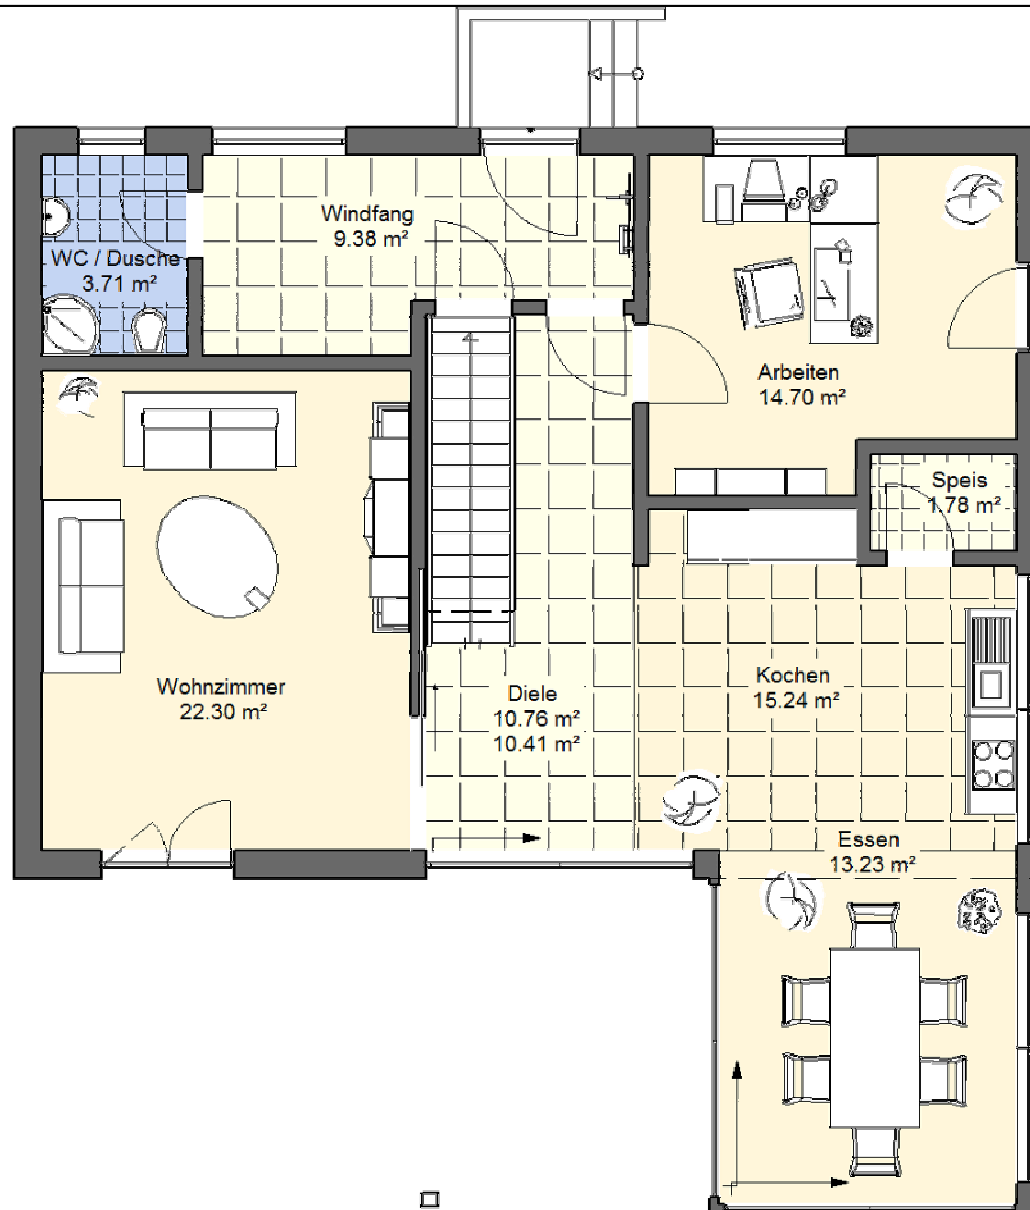 Windfang
9.38 m²
WC / Dusche
3.71 m²
Arbeiten
14.70 m²
Speis
1.78 m²
Wohnzimmer
22.30 m²
Diele
10.76 m²
10.41 m²
Kochen
15.24 m²
Essen
13.23 m²